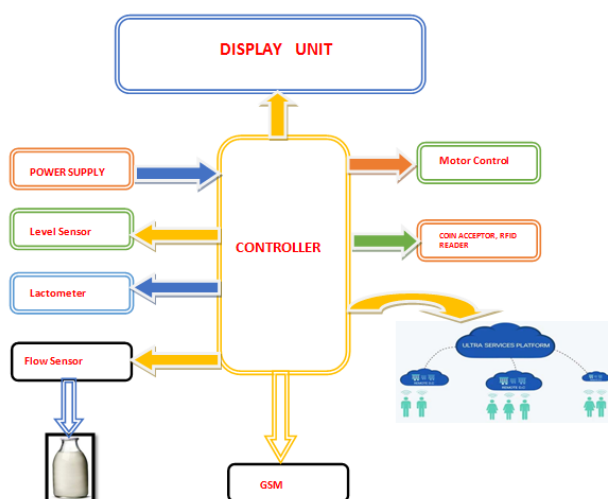 DISPLAY UNIT
POWER SUPPLY
Motor Control
Level Sensor
CONTROLLER
COIN ACCEPTOR, RFID
READER
Lactometer
ULTRA SERVICES PLATFORM
Flow Sensor
GSM